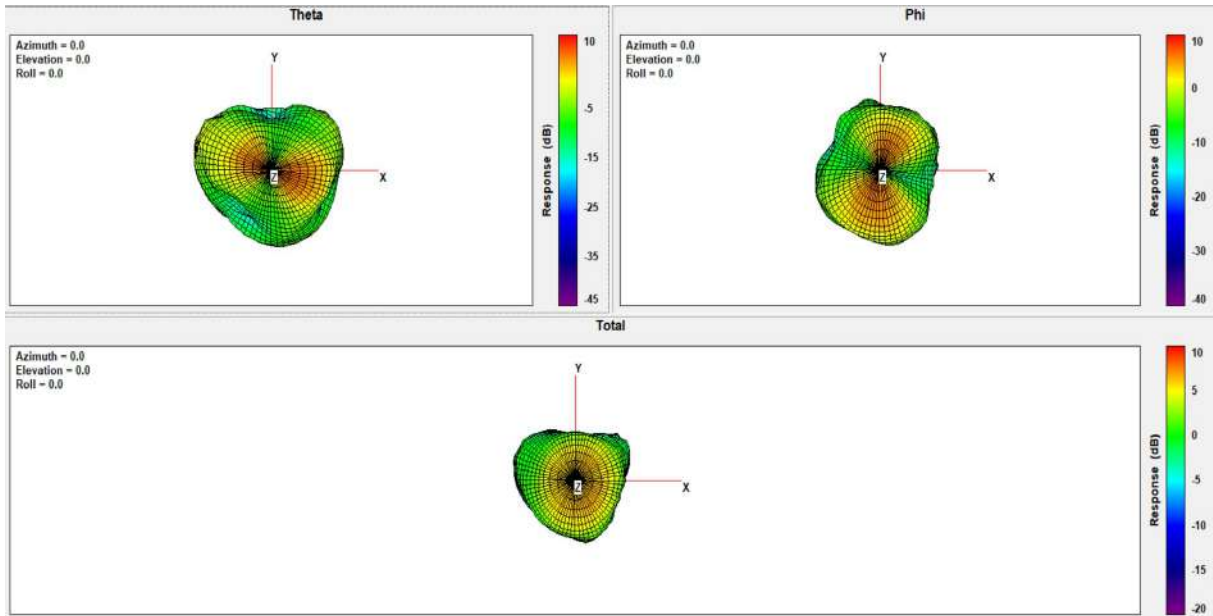 Theta
Azimuth = 0.0
Elevation = 0.0
Roll = 0.0
Y
X
Z
10
-5
-15
-25
-35
-45
Response (dB)
Phi
Azimuth = 0.0
Elevation = 0.0
Roll = 0.0
Y
X
Z
10
0
-10
-20
-30
-40
Response (dB)
Total
Azimuth = 0.0
Elevation = 0.0
Roll = 0.0
Y
X
Z
10
5
0
-5
-10
-15
-20
Response (dB)